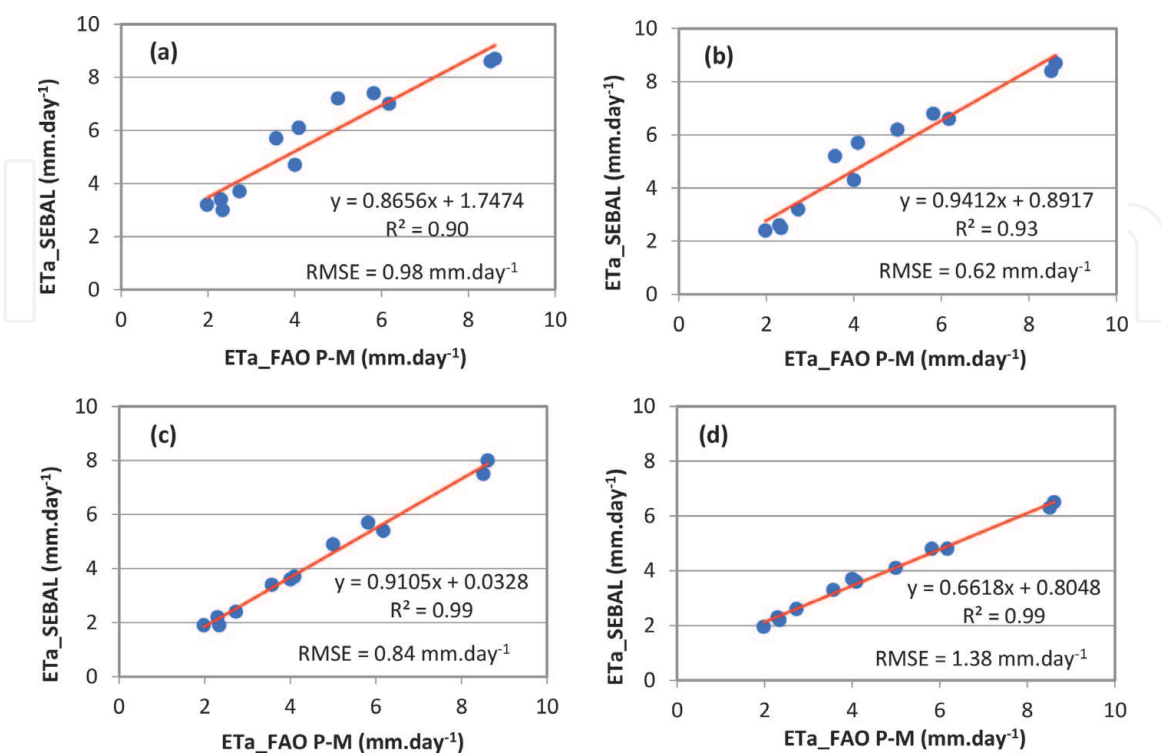 (a)
10
8
6
4
2
0
ETa_SEBAL (mm.day⁻¹)
y = 0.8656x + 1.7474
R² = 0.90
RMSE = 0.98 mm.day⁻¹
0 2 4 6 8 10
ETa_FAO P-M (mm.day⁻¹)
(b)
10
8
6
4
2
0
ETa_SEBAL (mm.day⁻¹)
y = 0.9412x + 0.8917
R² = 0.93
RMSE = 0.62 mm.day⁻¹
0 2 4 6 8 10
ETa_FAO P-M (mm.day⁻¹)
(c)
10
8
6
4
2
0
ETa_SEBAL (mm.day⁻¹)
y = 0.9105x + 0.0328
R² = 0.99
RMSE = 0.84 mm.day⁻¹
0 2 4 6 8 10
ETa_FAO P-M (mm.day⁻¹)
(d)
10
8
6
4
2
0
ETa_SEBAL (mm.day⁻¹)
y = 0.6618x + 0.8048
R² = 0.99
RMSE = 1.38 mm.day⁻¹
0 2 4 6 8 10
ETa_FAO P-M (mm.day⁻¹)